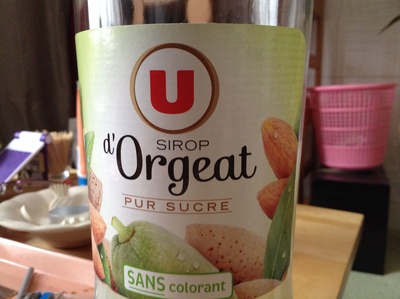 U
SIROP
d'Orgeat
PUR SUCRE
SANS colorant